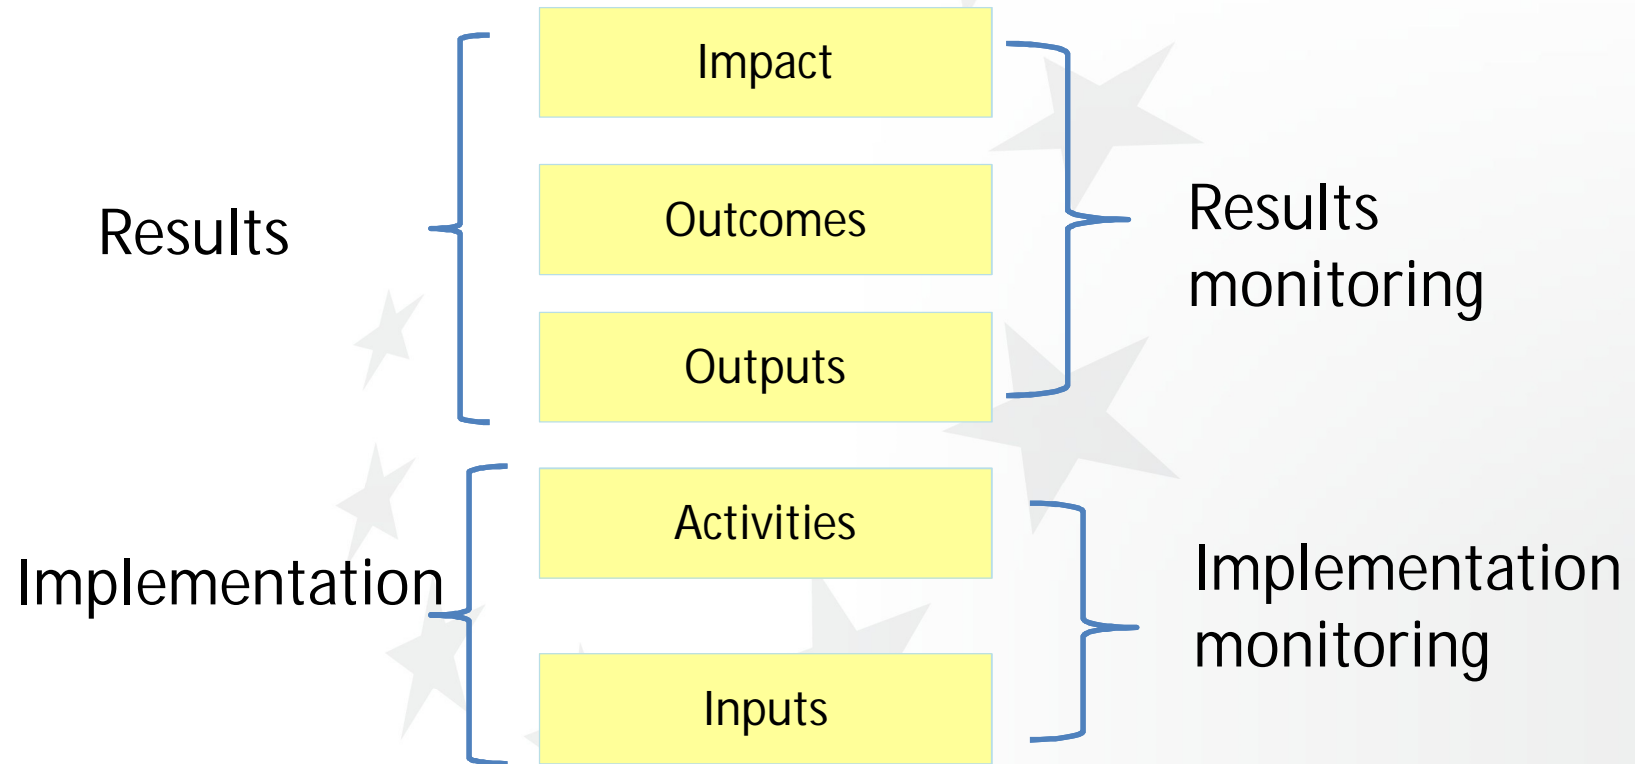 Impact
Outcomes
Outputs
Activities
Inputs
Results
Implementation
Results
monitoring
Implementation
monitoring